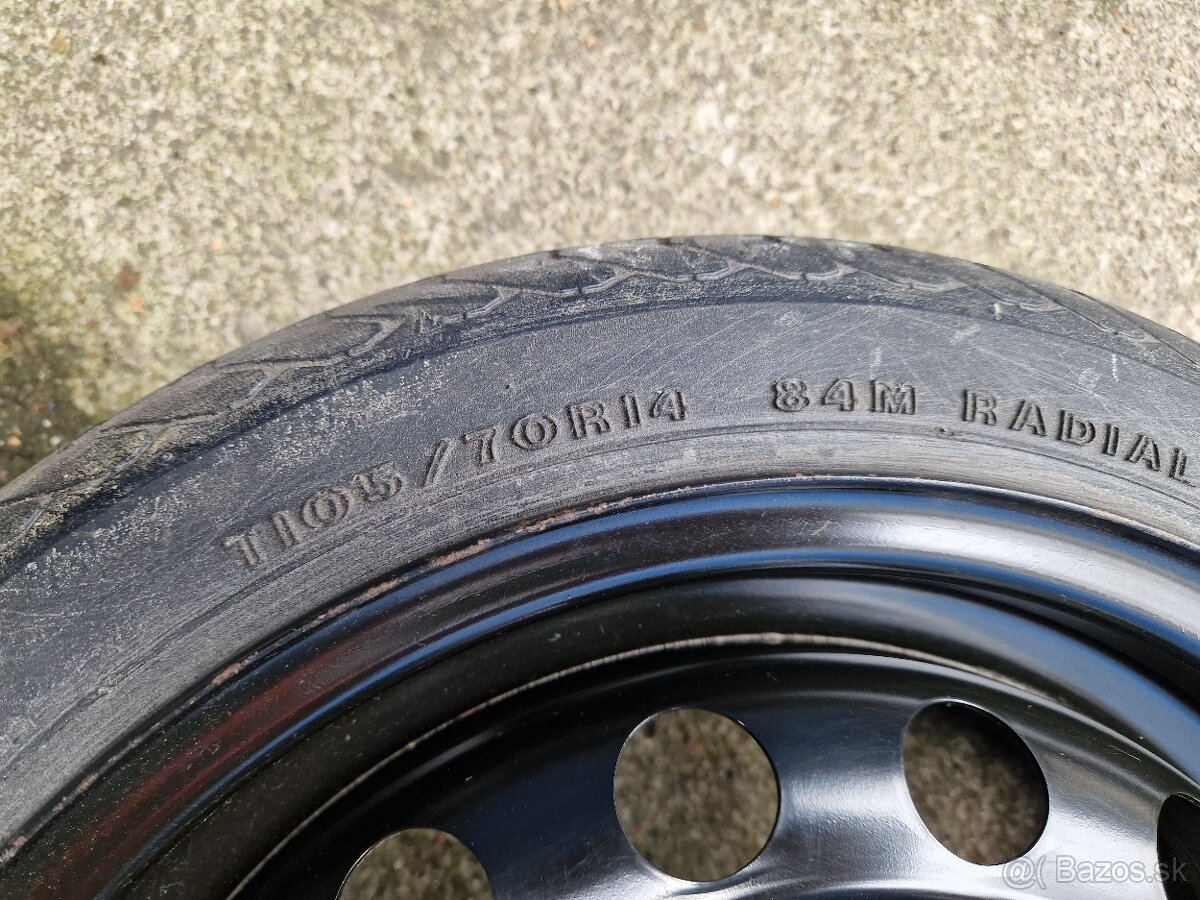 T105/70R14 84M RADIAL
@( Bazos.sk